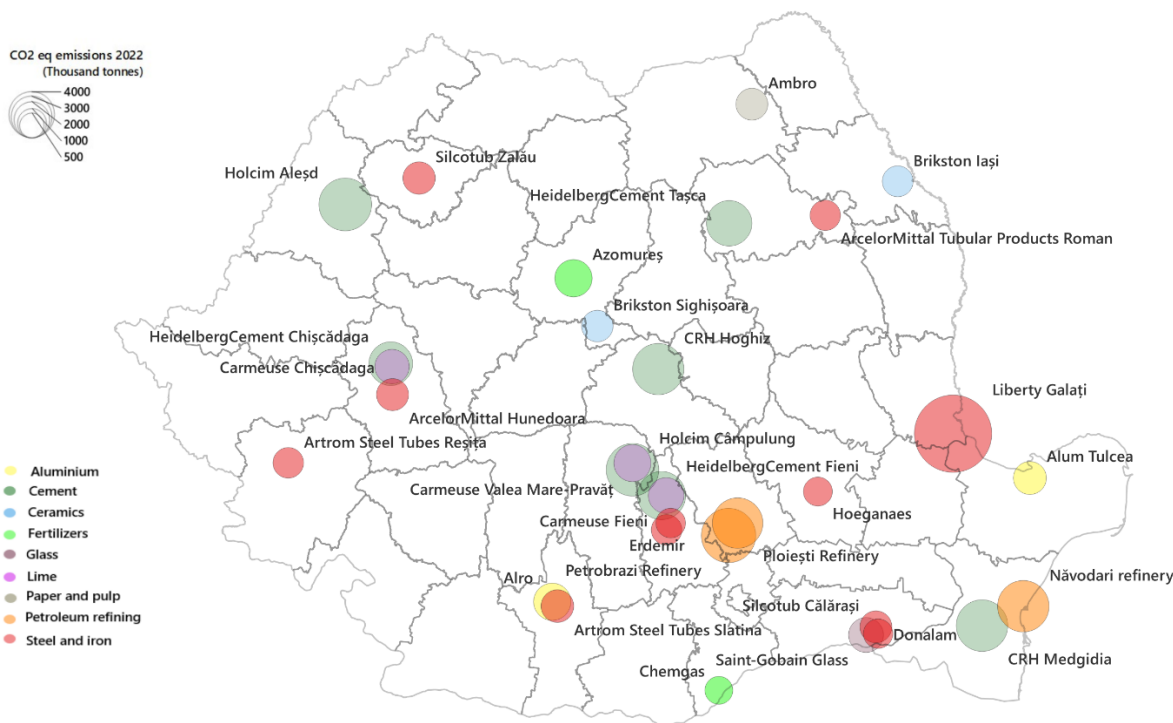 CO2 eq emissions 2022
(Thousand tonnes)
4000
3000
2000
1000
500
Ambro
Silcotub Zalău
Brikston Iași
Holcim Aleșd
HeidelbergCement Tașca
ArcelorMittal Tubular Products Roman
Azomureș
Brikston Sighișoara
HeidelbergCement Chișcădaga
CRH Hoghiz
Carmeuse Chișcădaga
Liberty Galați
ArcelorMittal Hunedoara
Artrom Steel Tubes Reșița
Holcim Câmpulung
Alum Tulcea
HeidelbergCement Fieni
Carmeuse Valea Mare-Pravăț
Hoeganaes
Carmeuse Fieni
Erdemir
Ploiești Refinery
Petrobrazi Refinery
Alro
Năvodari refinery
Silcotub Călărași
Artrom Steel Tubes Slatina
Donalam
Saint-Gobain Glass
CRH Medgidia
Chemgas
Aluminium
Cement
Ceramics
Fertilizers
Glass
Lime
Paper and pulp
Petroleum refining
Steel and iron